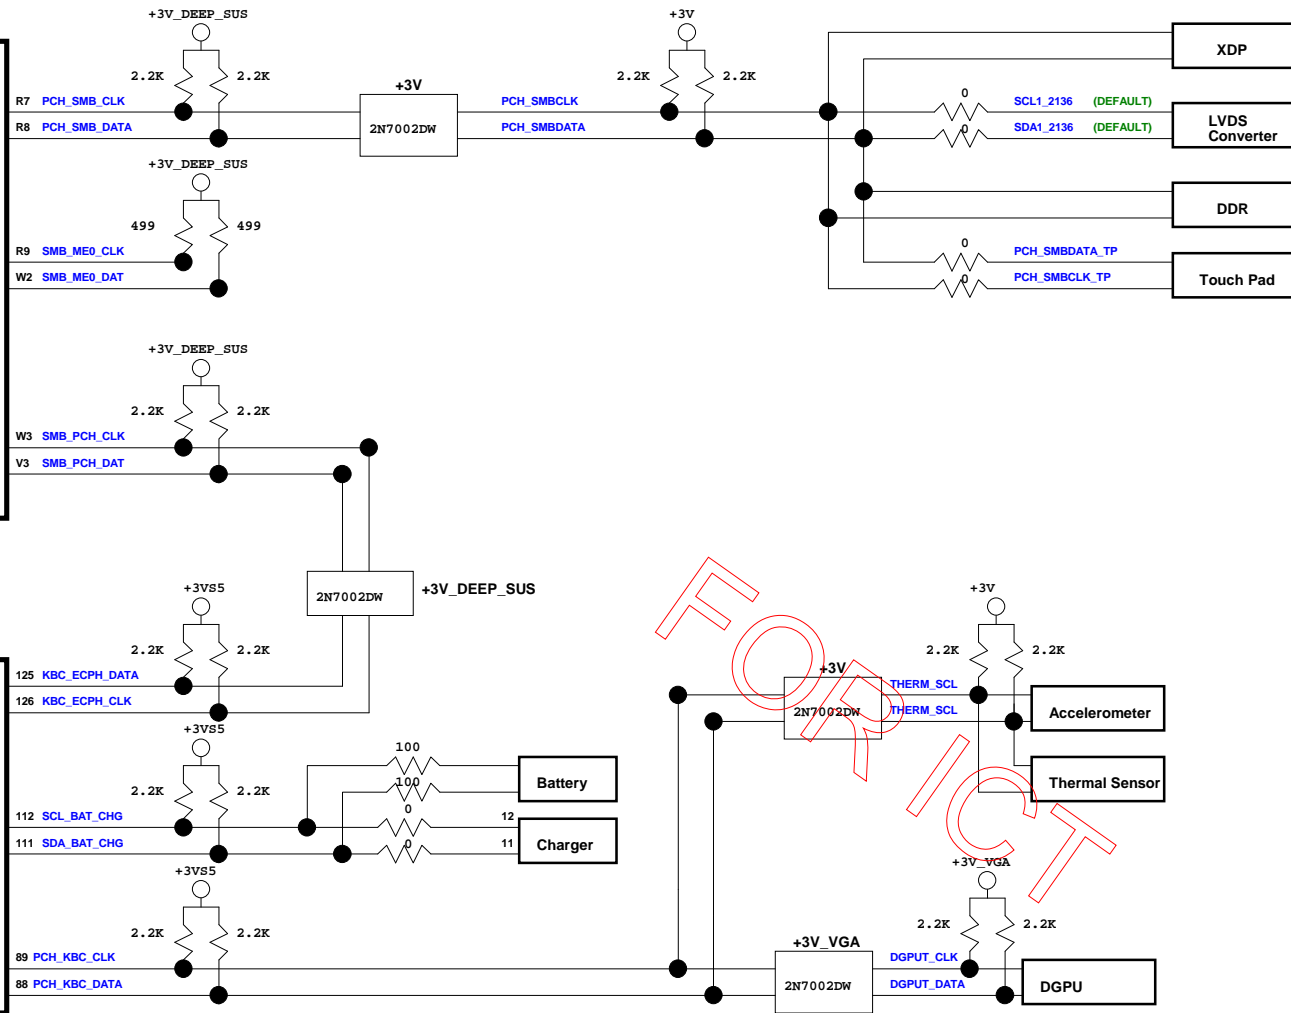 +3V_DEEP_SUS
+3V
2.2K 2.2K
2.2K 2.2K
XDP
+3V
R7 PCH_SMB_CLK
PCH_SMBCLK
0
SCL1_2136 (DEFAULT)
2N7002DW
LVDS
Converter
R8 PCH_SMB_DATA
PCH_SMBDATA
0
SDA1_2136 (DEFAULT)
+3V_DEEP_SUS
DDR
499 499
R9 SMB_ME0_CLK
0
PCH_SMBDATA_TP
W2 SMB_ME0_DAT
0
PCH_SMBCLK_TP
Touch Pad
+3V_DEEP_SUS
2.2K 2.2K
W3 SMB_PCH_CLK
V3 SMB_PCH_DAT
+3VS5
2N7002DW
+3V_DEEP_SUS
+3V
2.2K 2.2K
2.2K 2.2K
125 KBC_ECPH_DATA
+3V
THERM_SCL
126 KBC_ECPH_CLK
2N7002DW
THERM_SCL
Accelerometer
+3VS5
100
Battery
Thermal Sensor
2.2K 2.2K
100
112 SCL_BAT_CHG
0
12
111 SDA_BAT_CHG
0
11
Charger
FOR ICT
+3VS5
+3V_VGA
2.2K 2.2K
2.2K 2.2K
+3V_VGA
89 PCH_KBC_CLK
DGPUT_CLK
2N7002DW
DGPU
88 PCH_KBC_DATA
DGPUT_DATA